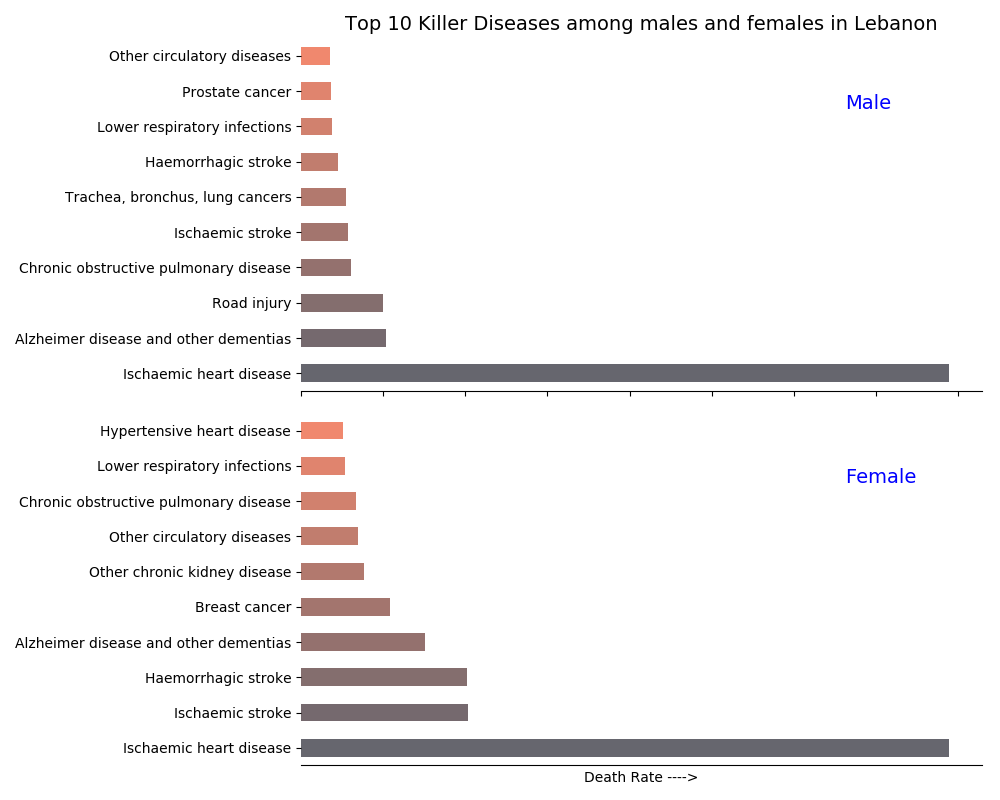 Top 10 Killer Diseases among males and females in Lebanon
Other circulatory diseases
Prostate cancer
Male
Lower respiratory infections
Haemorrhagic stroke
Trachea, bronchus, lung cancers
Ischaemic stroke
Chronic obstructive pulmonary disease
Road injury
Alzheimer disease and other dementias
Ischaemic heart disease
Hypertensive heart disease
Lower respiratory infections
Female
Chronic obstructive pulmonary disease
Other circulatory diseases
Other chronic kidney disease
Breast cancer
Alzheimer disease and other dementias
Haemorrhagic stroke
Ischaemic stroke
Ischaemic heart disease
Death Rate ---->